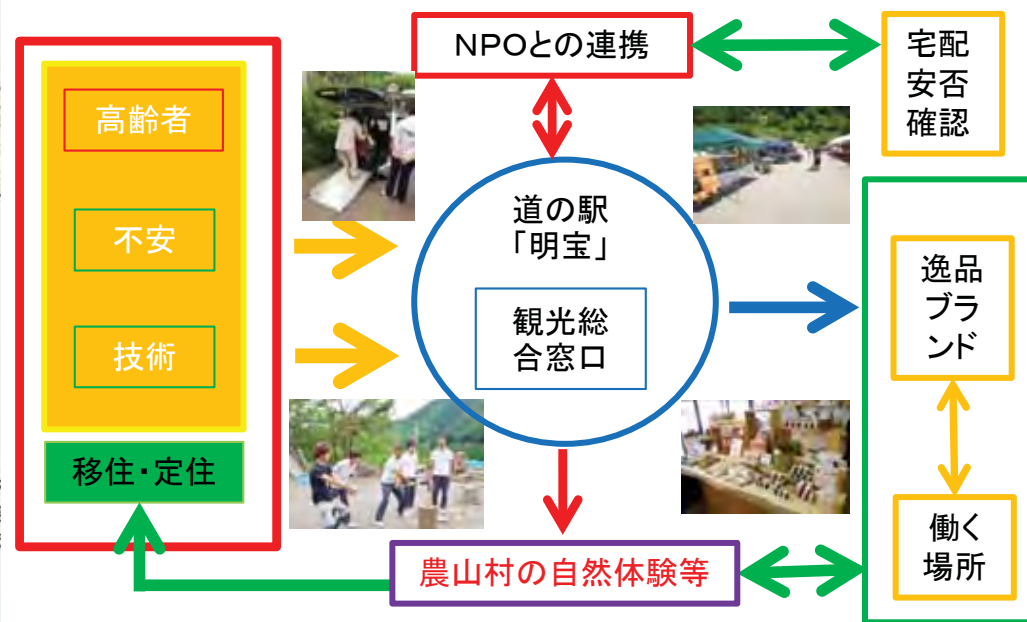 高齢者
不安
技術
移住・定住
NPOとの連携
道の駅
「明宝」
観光総
合窓口
農山村の自然体験等
宅配
安否
確認
逸品
ブラ
ンド
働く
場所